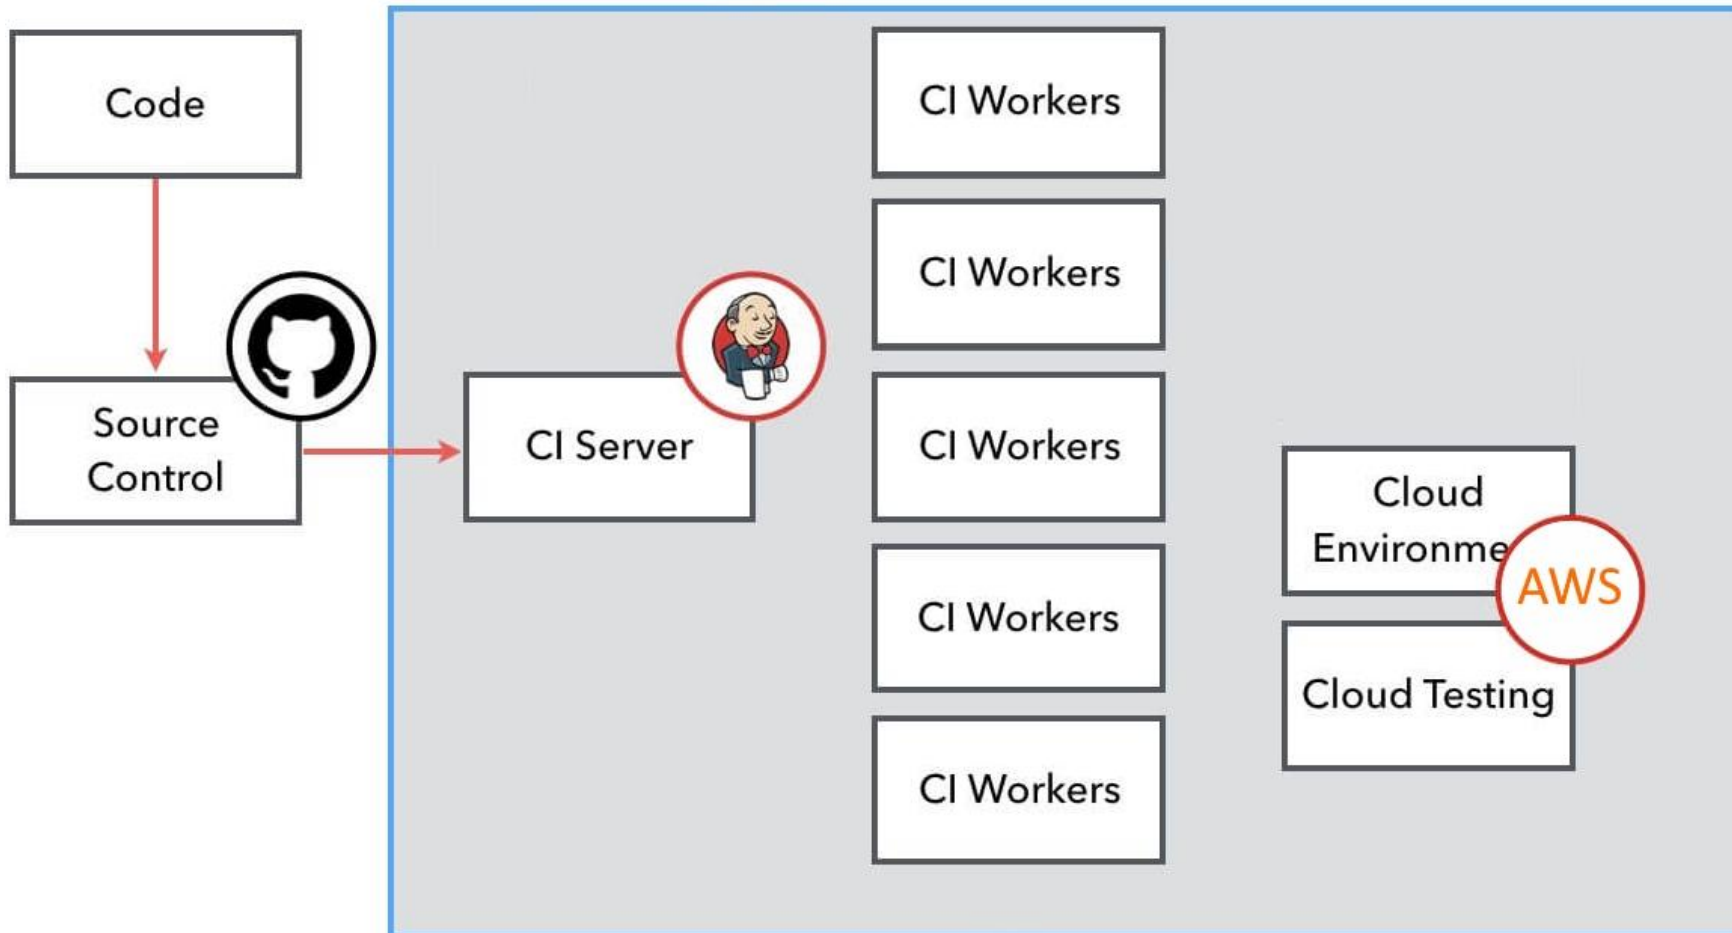 Code
Source
Control
CI Server
CI Workers
CI Workers
CI Workers
CI Workers
CI Workers
Cloud
Environme
AWS
Cloud Testing